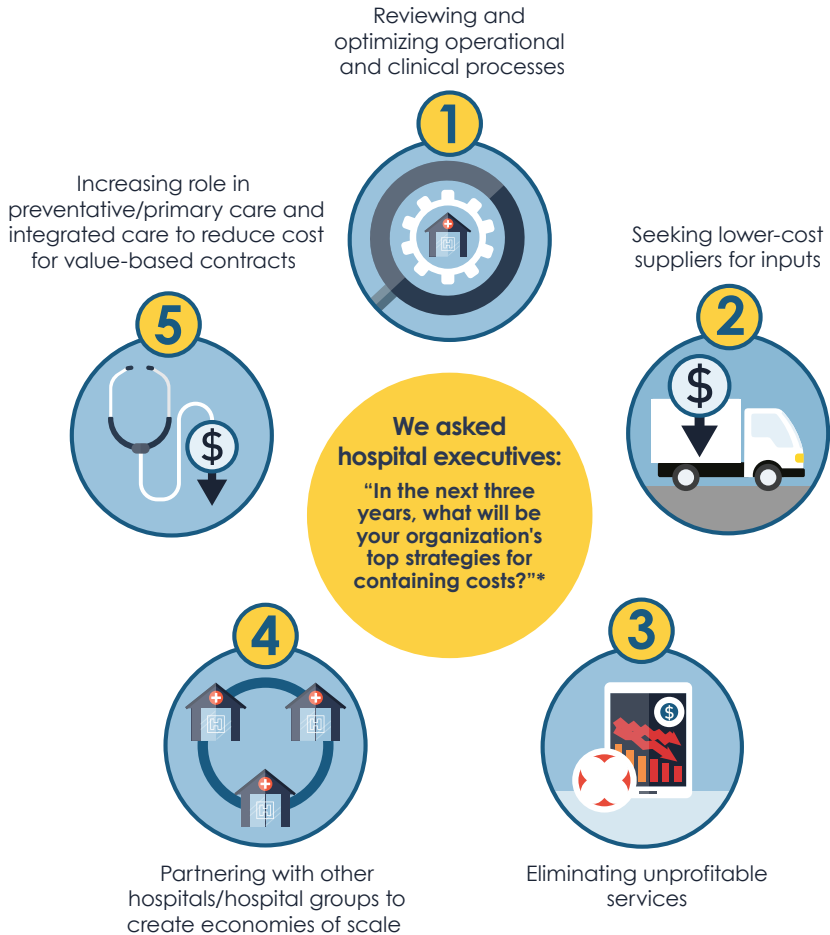 Reviewing and
optimizing operational
and clinical processes
1
Seeking lower-cost
suppliers for inputs
2
$
3
$
Eliminating unprofitable
services
4
H
H
H
Partnering with other
hospitals/hospital groups to
create economies of scale
Increasing role in
preventative/primary care and
integrated care to reduce cost
for value-based contracts
5
$
H
We asked
hospital executives:
“In the next three
years, what will be
your organization's
top strategies for
containing costs?”*